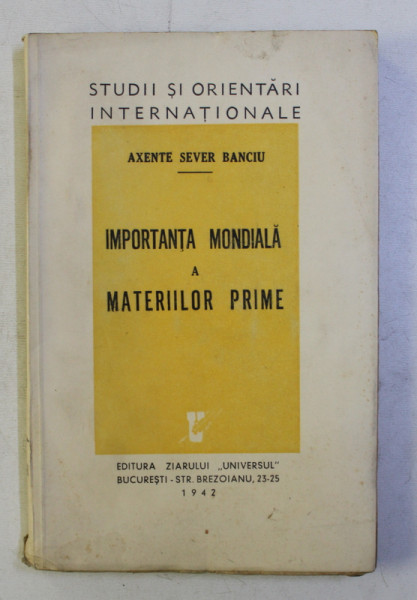 STUDII ȘI ORIENTĂRI
INTERNAȚIONALE
AXENTE SEVER BANCIU
IMPORTANȚA MONDIALĂ
A
MATERIILOR PRIME
EDITURA ZIARULUI „UNIVERSUL"
BUCUREȘTI - STR. BREZOIANU, 23-25
1942